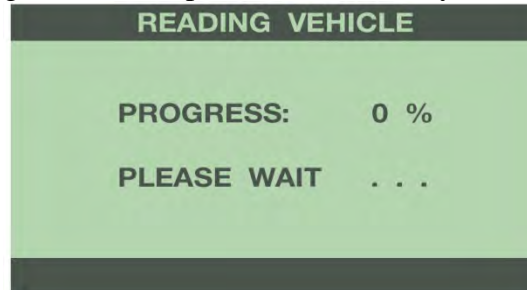 READING VEHICLE
PROGRESS: 0 %
PLEASE WAIT . . .